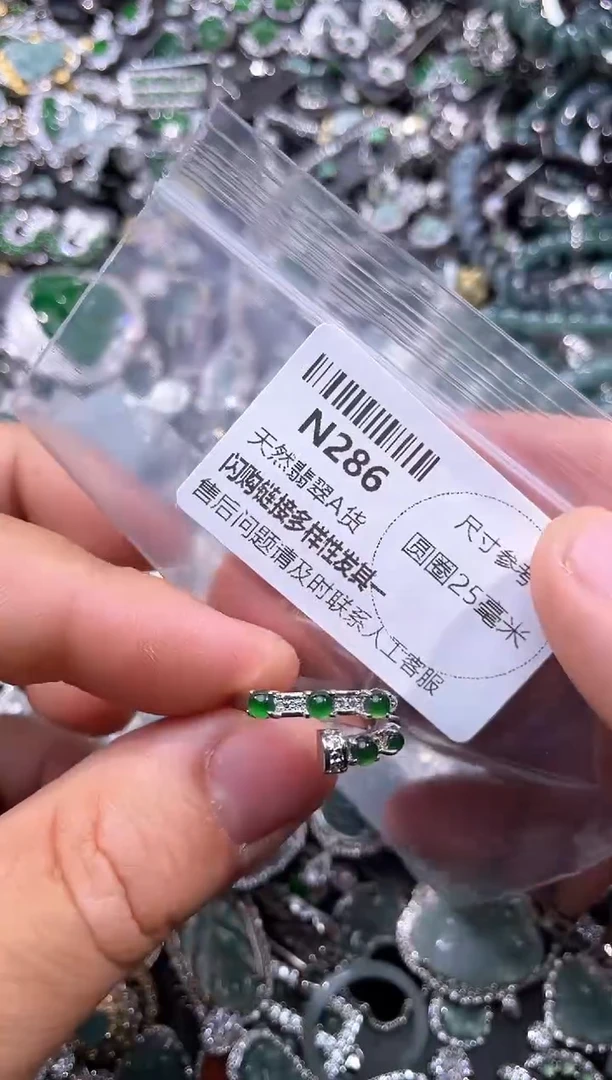 N286
天然翡翠A货
闪购链接多样性发其一
售后问题请及时联系人工客服
尺寸参考
圆圈25毫米